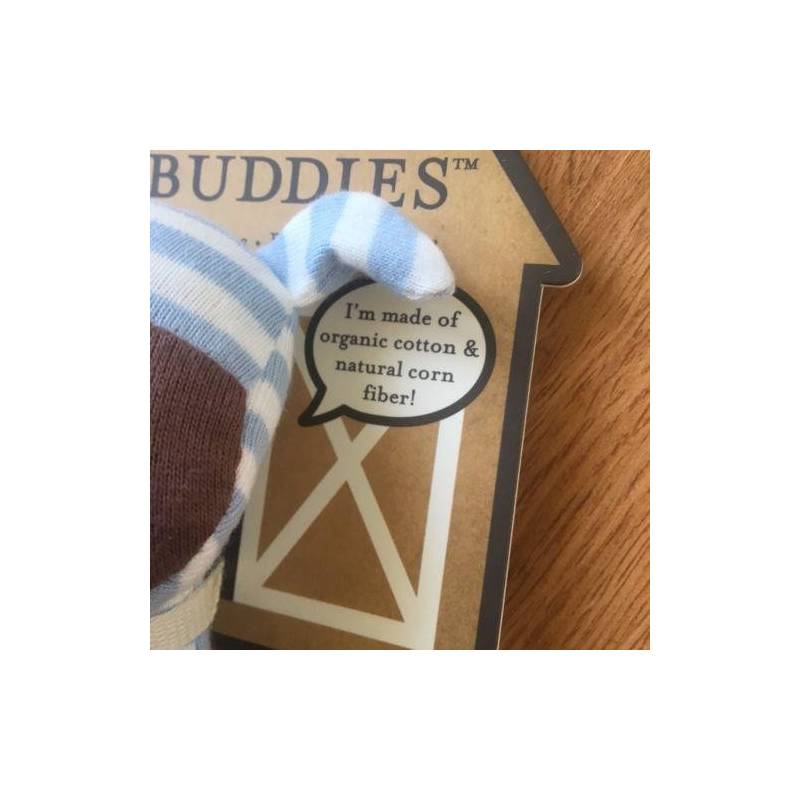 BUDDIES™
I'm made of
organic cotton &
natural corn
fiber!